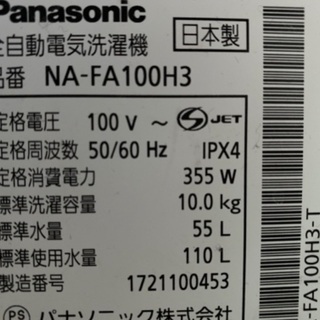 Panasonic
全自動電気洗濯機
日本製
品番 NA-FA100H3
定格電圧 100 V ~ S JET
定格周波数 50/60 Hz IPX4
定格消費電力 355 W
標準洗濯容量 10.0 kg
標準水量 55 L
標準使用水量 110 L
製造番号 1721100453
PS パナソニック株式会社
-FA100H3-T